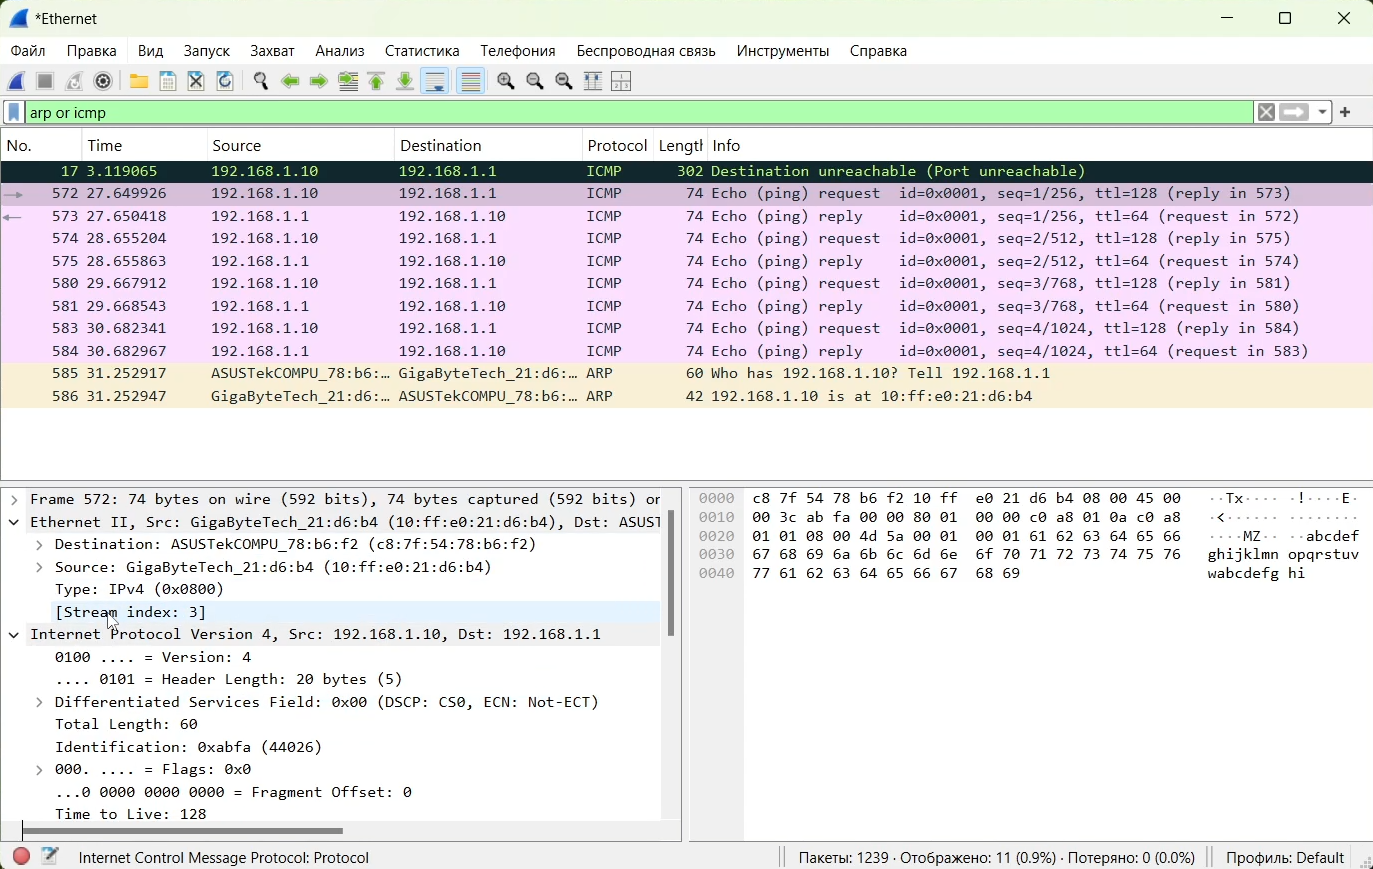 *Ethernet
Файл Правка Вид Запуск Захват Анализ Статистика Телефония Беспроводная связь Инструменты Справка
arp or icmp
No. Time Source Destination Protocol Lengtł Info
17 3.119065 192.168.1.10 192.168.1.1 ICMP 302 Destination unreachable (Port unreachable)
572 27.649926 192.168.1.10 192.168.1.1 ICMP 74 Echo (ping) request id=0x0001, seq=1/256, ttl=128 (reply in 573)
573 27.650418 192.168.1.1 192.168.1.10 ICMP 74 Echo (ping) reply id=0x0001, seq=1/256, ttl=64 (request in 572)
574 28.655204 192.168.1.10 192.168.1.1 ICMP 74 Echo (ping) request id=0x0001, seq=2/512, ttl=128 (reply in 575)
575 28.655863 192.168.1.1 192.168.1.10 ICMP 74 Echo (ping) reply id=0x0001, seq=2/512, ttl=64 (request in 574)
580 29.667912 192.168.1.10 192.168.1.1 ICMP 74 Echo (ping) request id=0x0001, seq=3/768, ttl=128 (reply in 581)
581 29.668543 192.168.1.1 192.168.1.10 ICMP 74 Echo (ping) reply id=0x0001, seq=3/768, ttl=64 (request in 580)
583 30.682341 192.168.1.10 192.168.1.1 ICMP 74 Echo (ping) request id=0x0001, seq=4/1024, ttl=128 (reply in 584)
584 30.682967 192.168.1.1 192.168.1.10 ICMP 74 Echo (ping) reply id=0x0001, seq=4/1024, ttl=64 (request in 583)
585 31.252917 ASUSTekCOMPU_78:b6:… GigaByteTech_21:d6:… ARP 60 Who has 192.168.1.10? Tell 192.168.1.1
586 31.252947 GigaByteTech_21:d6:… ASUSTekCOMPU_78:b6:… ARP 42 192.168.1.10 is at 10:ff:e0:21:d6:b4
Frame 572: 74 bytes on wire (592 bits), 74 bytes captured (592 bits) or
Ethernet II, Src: GigaByteTech_21:d6:b4 (10:ff:e0:21:d6:b4), Dst: ASUST
Destination: ASUSTekCOMPU_78:b6:f2 (c8:7f:54:78:b6:f2)
Source: GigaByteTech_21:d6:b4 (10:ff:e0:21:d6:b4)
Type: IPv4 (0x0800)
[Stream index: 3]
Internet Protocol Version 4, Src: 192.168.1.10, Dst: 192.168.1.1
0100 .... = Version: 4
.... 0101 = Header Length: 20 bytes (5)
Differentiated Services Field: 0x00 (DSCP: CS0, ECN: Not-ECT)
Total Length: 60
Identification: 0xabfa (44026)
000. .... = Flags: 0x0
...0 0000 0000 0000 = Fragment Offset: 0
Time to Live: 128
0000 c8 7f 54 78 b6 f2 10 ff e0 21 d6 b4 08 00 45 00 ··Tx···· ·!····E·
0010 00 3c ab fa 00 00 80 01 00 00 c0 a8 01 0a c0 a8 ·<······ ········
0020 01 01 08 00 4d 5a 00 01 00 01 61 62 63 64 65 66 ····MZ·· ··abcdef
0030 67 68 69 6a 6b 6c 6d 6e 6f 70 71 72 73 74 75 76 ghijklmn opqrstuv
0040 77 61 62 63 64 65 66 67 68 69 wabcdefg hi
Internet Control Message Protocol: Protocol
Пакеты: 1239 · Отображено: 11 (0.9%) · Потеряно: 0 (0.0%)
Профиль: Default